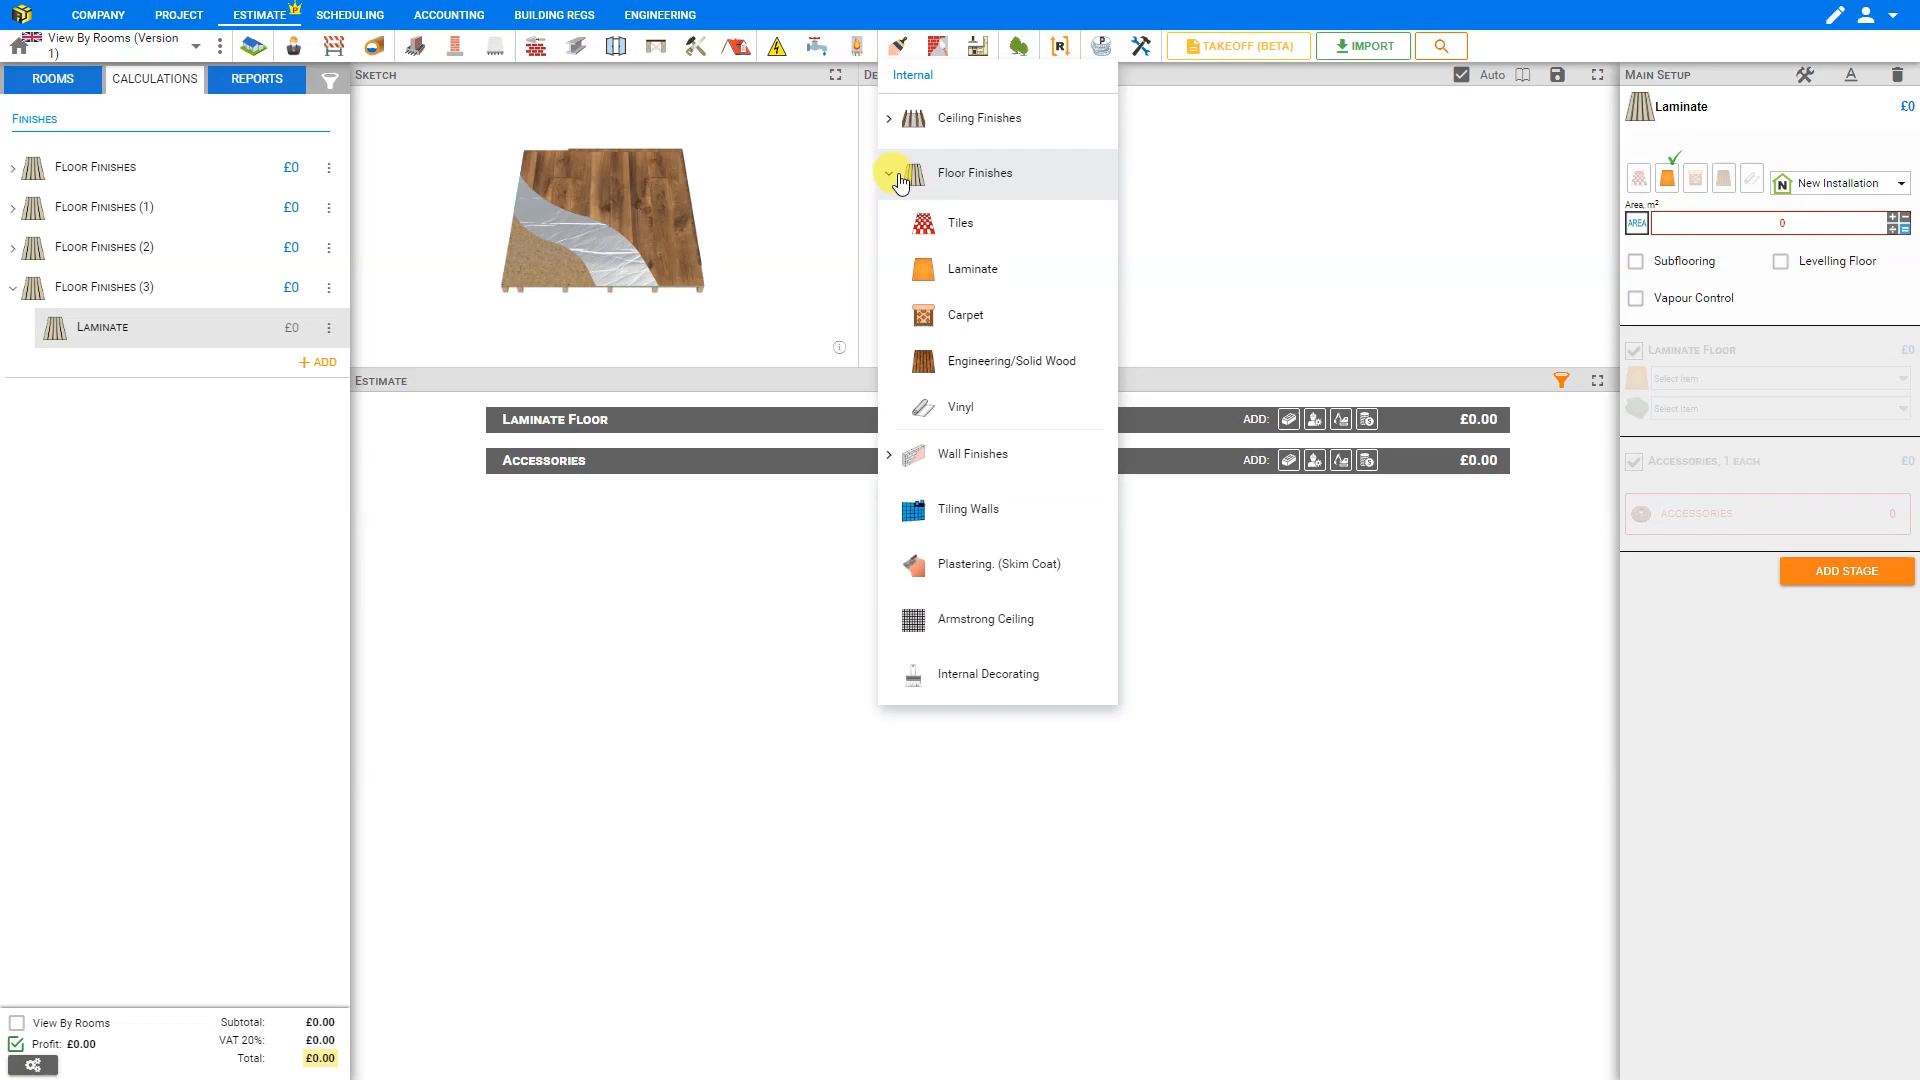 COMPANY
PROJECT
ESTIMATE
SCHEDULING
ACCOUNTING
BUILDING REGS
ENGINEERING
View By Rooms (Version 1)
TAKEOFF (BETA)
IMPORT
ROOMS
CALCULATIONS
REPORTS
FINISHES
FLOOR FINISHES £0
FLOOR FINISHES (1) £0
FLOOR FINISHES (2) £0
FLOOR FINISHES (3) £0
LAMINATE £0
+ ADD
View By Rooms
Profit: £0.00
Subtotal: £0.00
VAT 20%: £0.00
Total: £0.00
SKETCH
DE
Auto
ESTIMATE
LAMINATE FLOOR ADD: £0.00
ACCESSORIES ADD: £0.00
Internal
Ceiling Finishes
Floor Finishes
Tiles
Laminate
Carpet
Engineering/Solid Wood
Vinyl
Wall Finishes
Tiling Walls
Plastering. (Skim Coat)
Armstrong Ceiling
Internal Decorating
MAIN SETUP
Laminate £0
New Installation
Area, m²
AREA 0
Subflooring
Levelling Floor
Vapour Control
LAMINATE FLOOR £0
Select Item
Select Item
ACCESSORIES, 1 EACH £0
ACCESSORIES 0
ADD STAGE